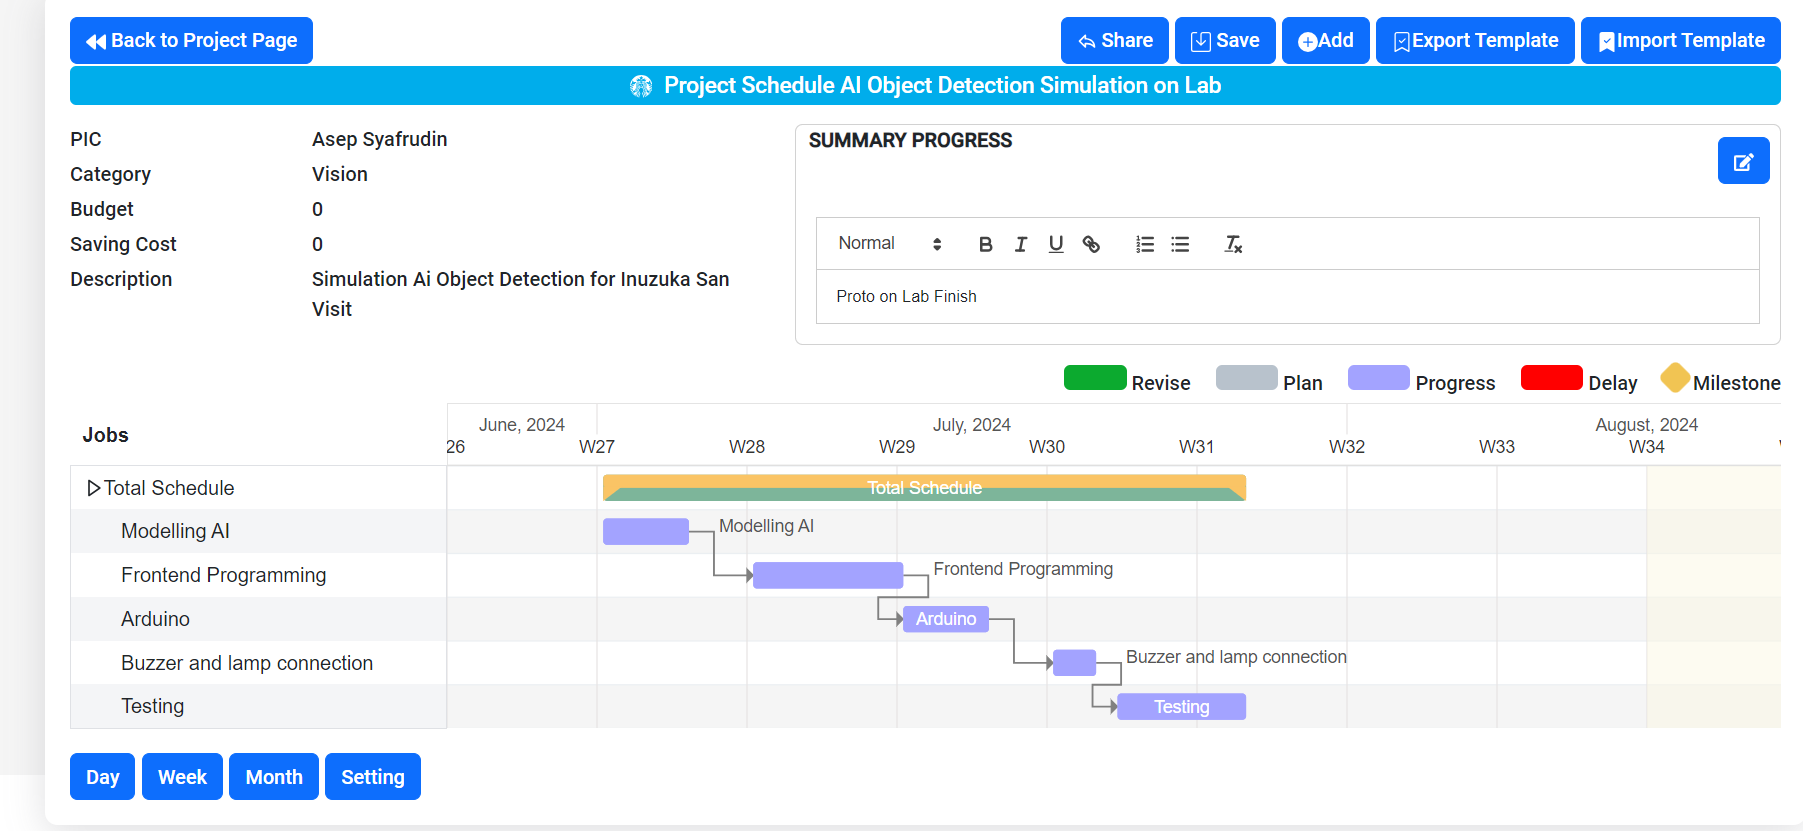 Back to Project Page
Share
Save
Add
Export Template
Import Template
Project Schedule AI Object Detection Simulation on Lab
PIC Asep Syafrudin
Category Vision
Budget 0
Saving Cost 0
Description Simulation Ai Object Detection for Inuzuka San
Visit
SUMMARY PROGRESS
Normal
Proto on Lab Finish
Revise Plan Progress Delay Milestone
Jobs
June, 2024 July, 2024 August, 2024
26 W27 W28 W29 W30 W31 W32 W33 W34
Total Schedule Total Schedule
Modelling AI Modelling AI
Frontend Programming Frontend Programming
Arduino Arduino
Buzzer and lamp connection Buzzer and lamp connection
Testing Testing
Day Week Month Setting